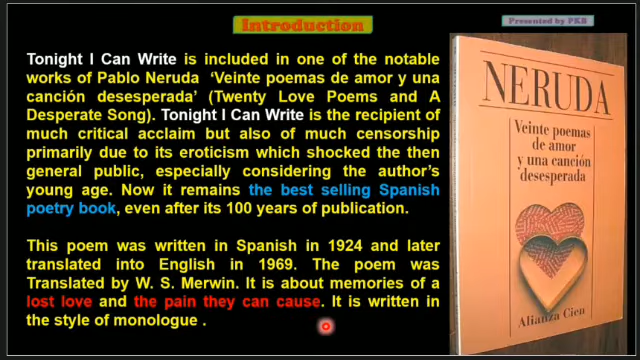 Introduction
Presented by PKB
Tonight I Can Write is included in one of the notable
works of Pablo Neruda ‘Veinte poemas de amor y una
canción desesperada’ (Twenty Love Poems and A
Desperate Song). Tonight I Can Write is the recipient of
much critical acclaim but also of much censorship
primarily due to its eroticism which shocked the then
general public, especially considering the author’s
young age. Now it remains the best selling Spanish
poetry book, even after its 100 years of publication.
This poem was written in Spanish in 1924 and later
translated into English in 1969. The poem was
Translated by W. S. Merwin. It is about memories of a
lost love and the pain they can cause. It is written in
the style of monologue .
NERUDA
Veinte poemas
de amor
y una canción
desesperada
Alianza Cien